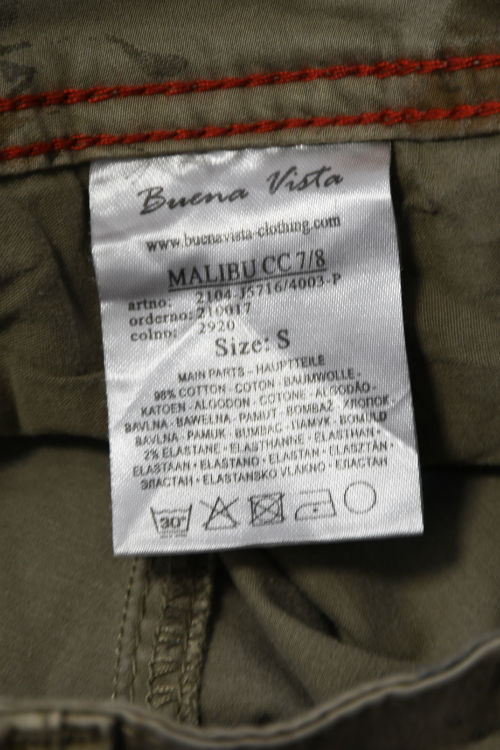 Buena Vista
www.buenavista-clothing.com
MALIBU CC 7/8
artno: 2104-J5716/4003-P
orderno: 210017
colno: 2920
Size: S
MAIN PARTS - HAUPTTEILE
98% COTTON - COTON - BAUMWOLLE -
KATOEN - ALGODON - COTONE - ALGODÃO -
BAVLNA - BAWEŁNA - PAMUT - BOMBAŽ - ХЛОПОК
BAVLNA - PAMUK - BUMBAC - ПАМУК - BOMULD
2% ELASTANE - ELASTHANNE - ELASTHAN -
ELASTAAN - ELASTANO - ELASTAN - ELASZTÁN -
ЭЛАСТАН - ELASTANSKO VLAKNO - ЕЛАСТАН
30°